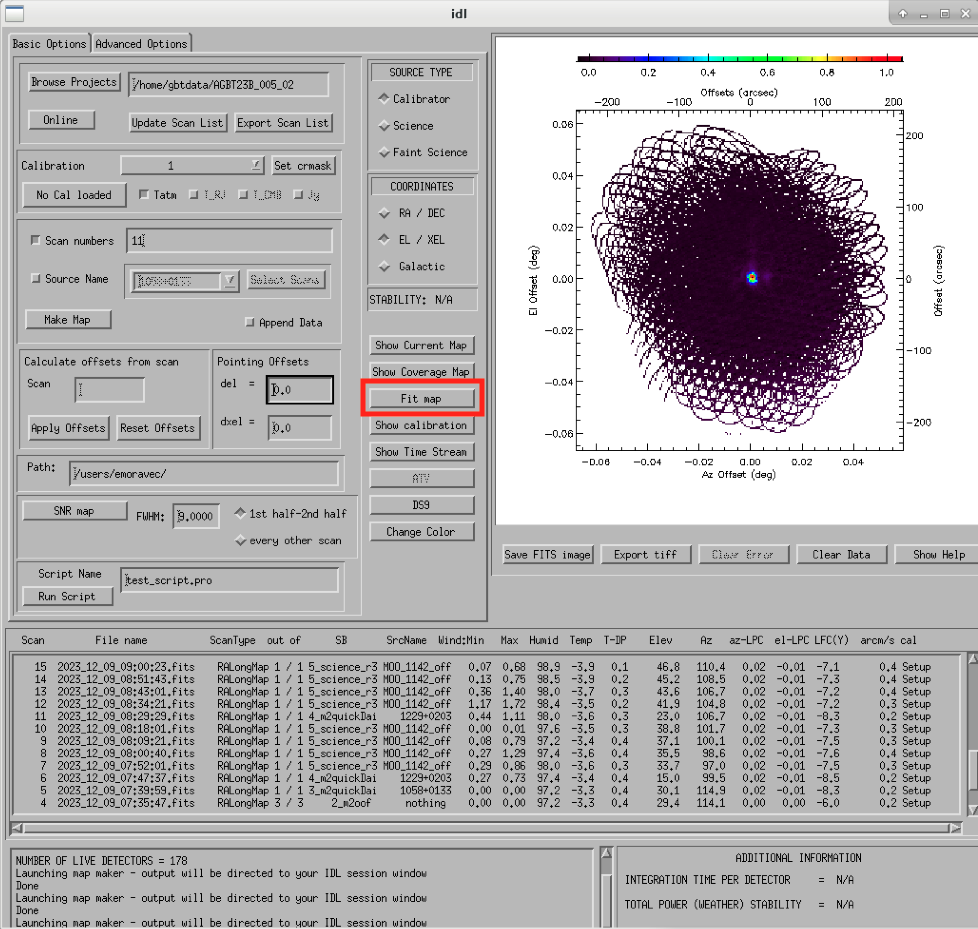 idl
Basic Options Advanced Options
Browse Projects /home/gbtdata/AGBT23B_005_02
Online Update Scan List Export Scan List
Calibration 1 Set crmask
No Cal loaded Tatm T_RJ T_CMB Jy
Scan numbers 11
Source Name 1058+0133 Select Scans
Make Map Append Data
Calculate offsets from scan
Scan
Apply Offsets Reset Offsets
Pointing Offsets
del = 0.0
dxel = 0.0
Path: /users/emoravec/
SNR map FWHM: 9.0000 1st half-2nd half
every other scan
Script Name test_script.pro
Run Script
SOURCE TYPE
Calibrator
Science
Faint Science
COORDINATES
RA / DEC
EL / XEL
Galactic
STABILITY: N/A
Show Current Map
Show Coverage Map
Fit map
Show calibration
Show Time Stream
ATV
DS9
Change Color
0.0 0.2 0.4 0.6 0.8 1.0
Offsets (arcsec)
-200 -100 0 100 200
0.06
0.04
0.02
0.00
-0.02
-0.04
-0.06
El Offset (deg)
200
100
0
-100
-200
Offset (arcsec)
-0.06 -0.04 -0.02 0.00 0.02 0.04
Az Offset (deg)
Save FITS image Export tiff Clear Error Clear Data Show Help
Scan File name ScanType out of SB SrcName Wind:Min Max Humid Temp T-DP Elev Az az-LPC el-LPC LFC(Y) arcm/s cal
15 2023_12_09_09:00:23.fits RALongMap 1 / 1 5_science_r3 MOO_1142_off 0.07 0.68 98.9 -3.9 0.1 46.8 110.4 0.02 -0.01 -7.1 0.4 Setup
14 2023_12_09_08:51:43.fits RALongMap 1 / 1 5_science_r3 MOO_1142_off 0.13 0.75 98.5 -3.9 0.2 45.2 108.5 0.02 -0.01 -7.3 0.4 Setup
13 2023_12_09_08:43:01.fits RALongMap 1 / 1 5_science_r3 MOO_1142_off 0.36 1.40 98.0 -3.7 0.3 43.6 106.7 0.02 -0.01 -7.2 0.4 Setup
12 2023_12_09_08:34:21.fits RALongMap 1 / 1 5_science_r3 MOO_1142_off 1.17 1.72 98.4 -3.5 0.2 41.9 104.8 0.02 -0.01 -7.2 0.3 Setup
11 2023_12_09_08:29:29.fits RALongMap 1 / 1 4_m2quickDai 1229+0203 0.44 1.11 98.0 -3.6 0.3 23.0 106.7 0.02 -0.01 -8.3 0.2 Setup
10 2023_12_09_08:18:01.fits RALongMap 1 / 1 5_science_r3 MOO_1142_off 0.00 0.01 97.6 -3.5 0.3 38.8 101.7 0.02 -0.01 -7.3 0.3 Setup
9 2023_12_09_08:09:21.fits RALongMap 1 / 1 5_science_r3 MOO_1142_off 0.08 0.79 97.2 -3.4 0.4 37.1 100.1 0.02 -0.01 -7.5 0.3 Setup
8 2023_12_09_08:00:40.fits RALongMap 1 / 1 5_science_r3 MOO_1142_off 0.27 1.29 97.4 -3.6 0.4 35.5 98.6 0.02 -0.01 -7.6 0.4 Setup
7 2023_12_09_07:52:01.fits RALongMap 1 / 1 5_science_r3 MOO_1142_off 0.29 0.86 98.0 -3.6 0.3 33.7 97.0 0.02 -0.01 -7.5 0.3 Setup
6 2023_12_09_07:47:37.fits RALongMap 1 / 1 4_m2quickDai 1229+0203 0.27 0.73 97.4 -3.4 0.4 15.0 99.5 0.02 -0.01 -8.5 0.2 Setup
5 2023_12_09_07:39:59.fits RALongMap 1 / 1 3_m2quickDai 1058+0133 0.00 0.00 97.2 -3.3 0.4 30.1 114.9 0.02 -0.01 -8.3 0.2 Setup
4 2023_12_09_07:35:47.fits RALongMap 3 / 3 2_m2oof nothing 0.00 0.00 97.2 -3.3 0.4 29.4 114.1 0.00 0.00 -6.0 0.2 Setup
NUMBER OF LIVE DETECTORS = 178
Launching map maker - output will be directed to your IDL session window
Done
Launching map maker - output will be directed to your IDL session window
Done
Launching map maker - output will be directed to your IDL session window
ADDITIONAL INFORMATION
INTEGRATION TIME PER DETECTOR = N/A
TOTAL POWER (WEATHER) STABILITY = N/A